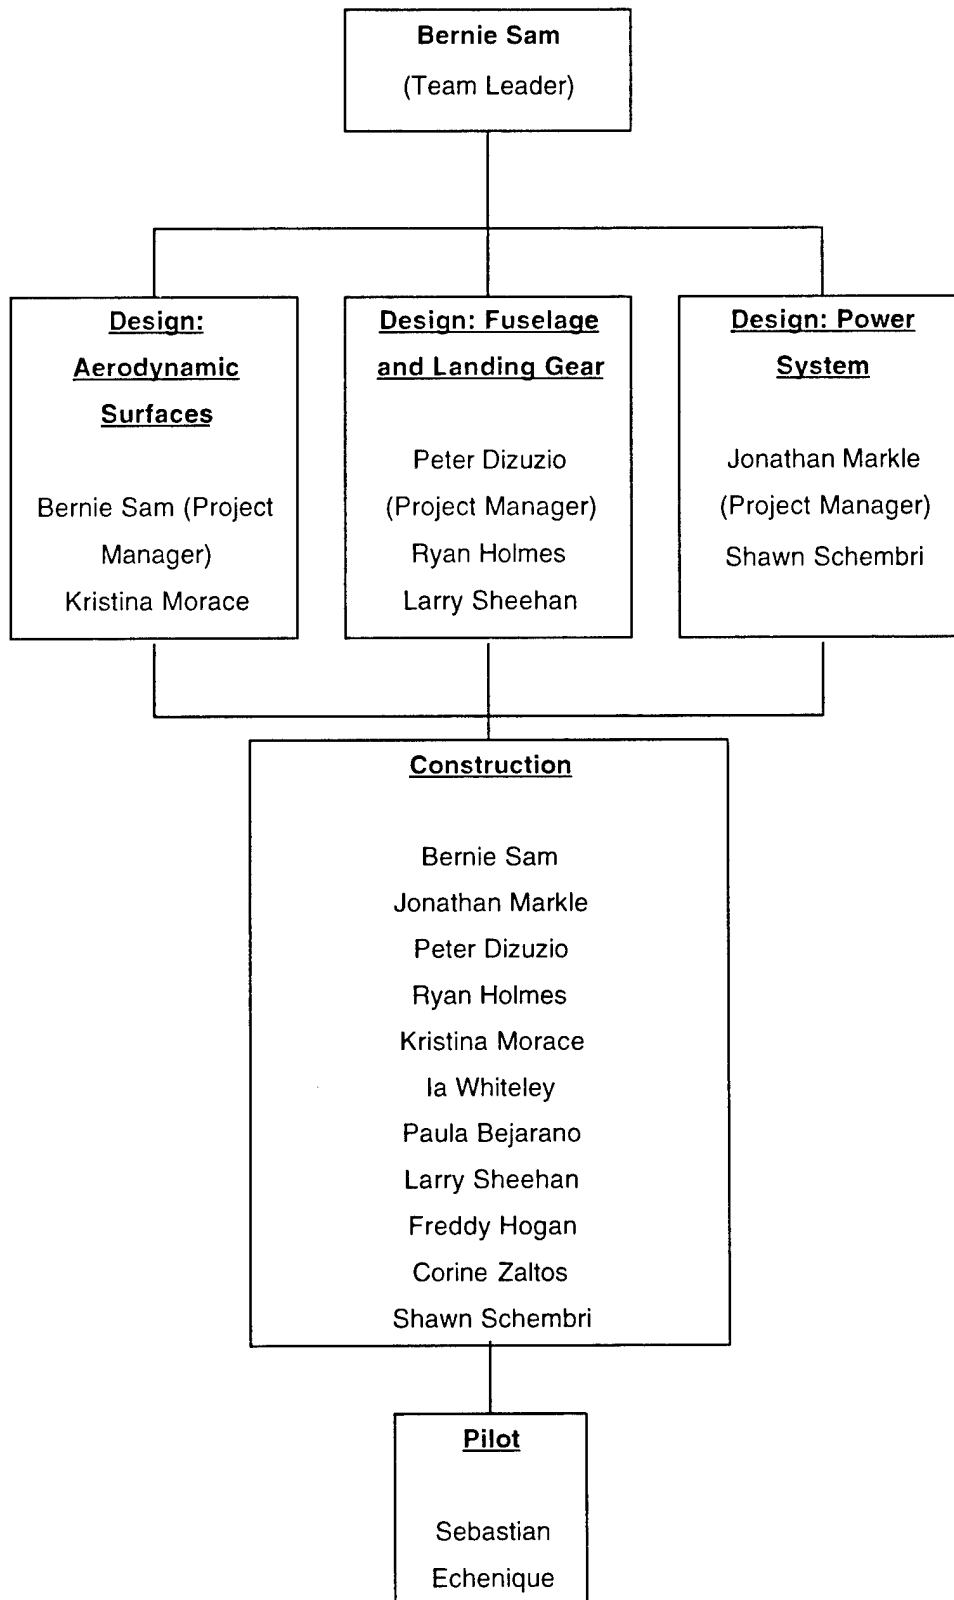 Bernie Sam
(Team Leader)
Design:
Aerodynamic
Surfaces
Bernie Sam (Project
Manager)
Kristina Morace
Design: Fuselage
and Landing Gear
Peter Dizuzio
(Project Manager)
Ryan Holmes
Larry Sheehan
Design: Power
System
Jonathan Markle
(Project Manager)
Shawn Schembri
Construction
Bernie Sam
Jonathan Markle
Peter Dizuzio
Ryan Holmes
Kristina Morace
Ia Whiteley
Paula Bejarano
Larry Sheehan
Freddy Hogan
Corine Zaltos
Shawn Schembri
Pilot
Sebastian
Echenique